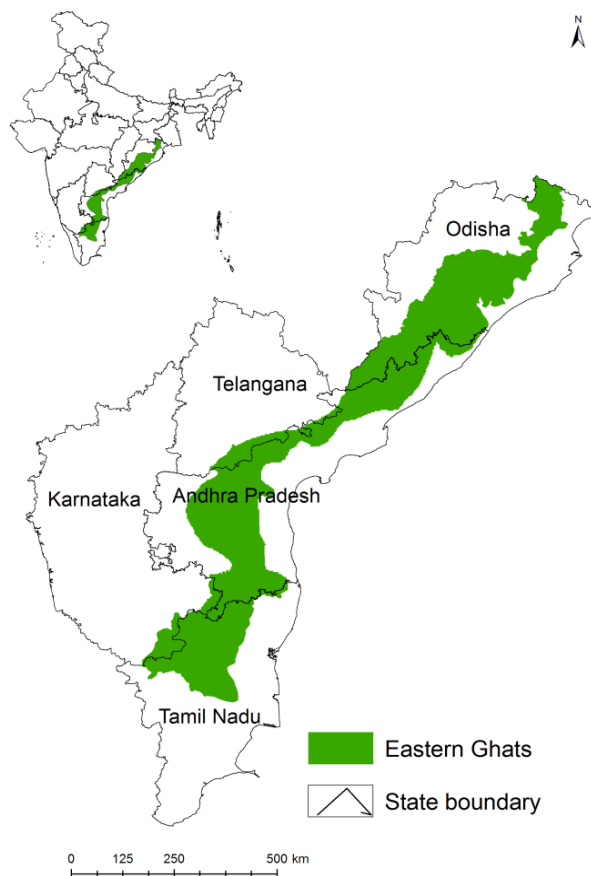 N
Odisha
Telangana
Karnataka
Andhra Pradesh
Tamil Nadu
Eastern Ghats
State boundary
0 125 250 500 km